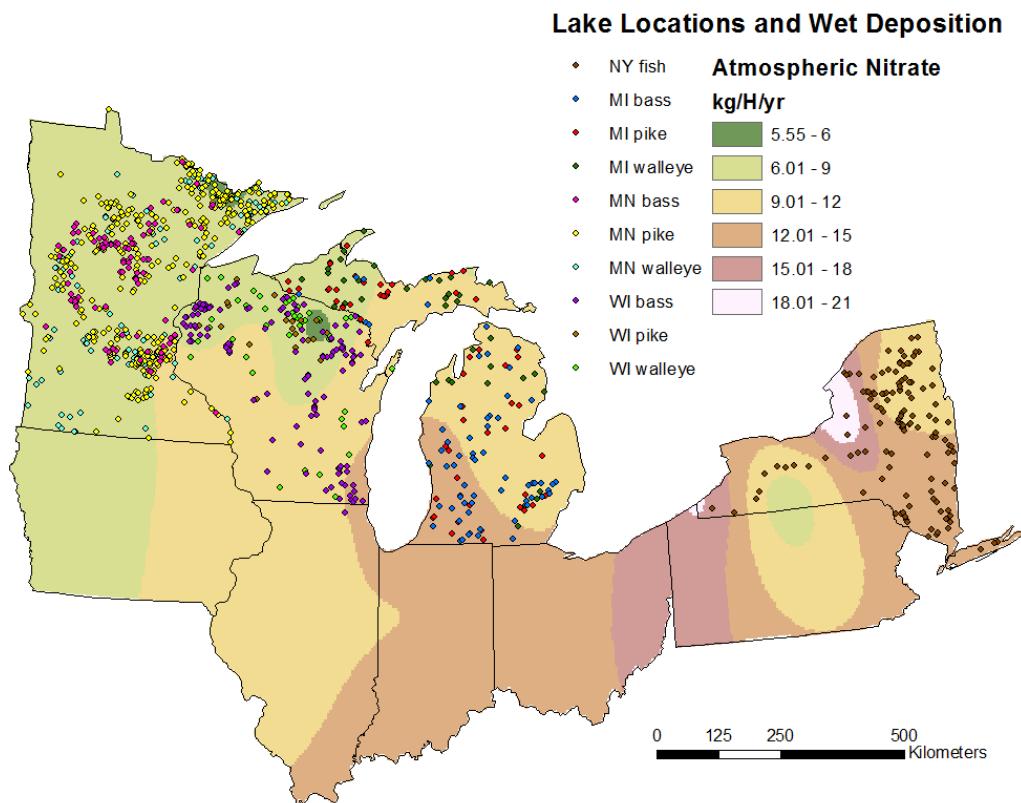 Lake Locations and Wet Deposition
NY fish
MI bass
MI pike
MI walleye
MN bass
MN pike
MN walleye
WI bass
WI pike
WI walleye
Atmospheric Nitrate
kg/H/yr
5.55 - 6
6.01 - 9
9.01 - 12
12.01 - 15
15.01 - 18
18.01 - 21
0 125 250 500
Kilometers